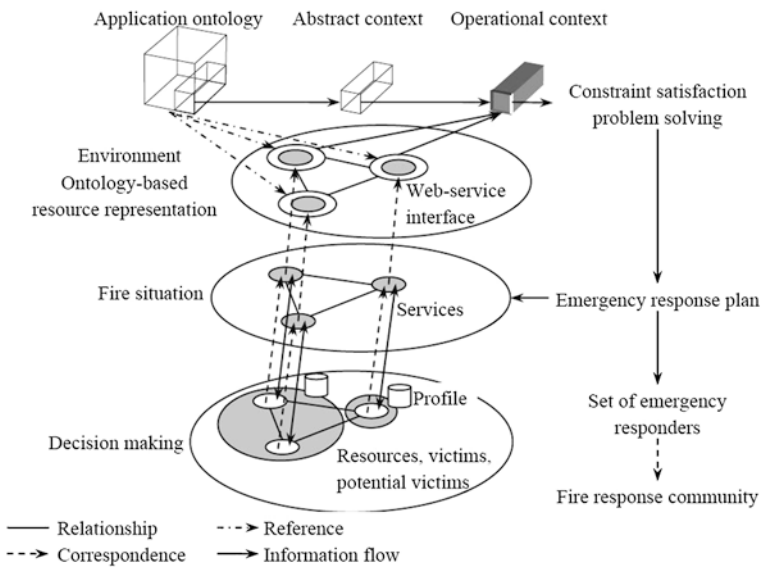 Application ontology
Abstract context
Operational context
Constraint satisfaction
problem solving
Environment
Ontology-based
resource representation
Web-service
interface
Fire situation
Services
Emergency response plan
Profile
Set of emergency
responders
Decision making
Resources, victims,
potential victims
Fire response community
Relationship
Reference
Correspondence
Information flow